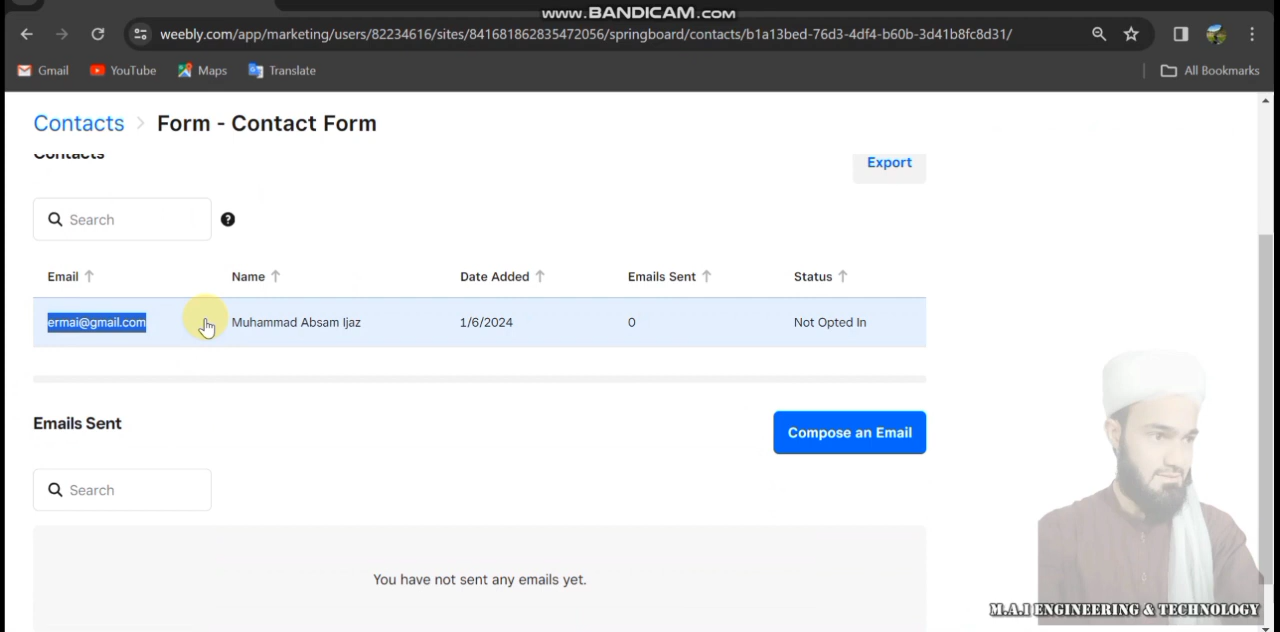 www.BANDICAM.com
weebly.com/app/marketing/users/82234616/sites/841681862835472056/springboard/contacts/b1a13bed-76d3-4df4-b60b-3d41b8fc8d31/
Gmail YouTube Maps Translate All Bookmarks
Contacts > Form - Contact Form
Contacts
Export
Search ?
Email ↑ Name ↑ Date Added ↑ Emails Sent ↑ Status ↑
ermai@gmail.com Muhammad Absam Ijaz 1/6/2024 0 Not Opted In
Emails Sent
Compose an Email
Search
You have not sent any emails yet.
M.A.I ENGINEERING & TECHNOLOGY